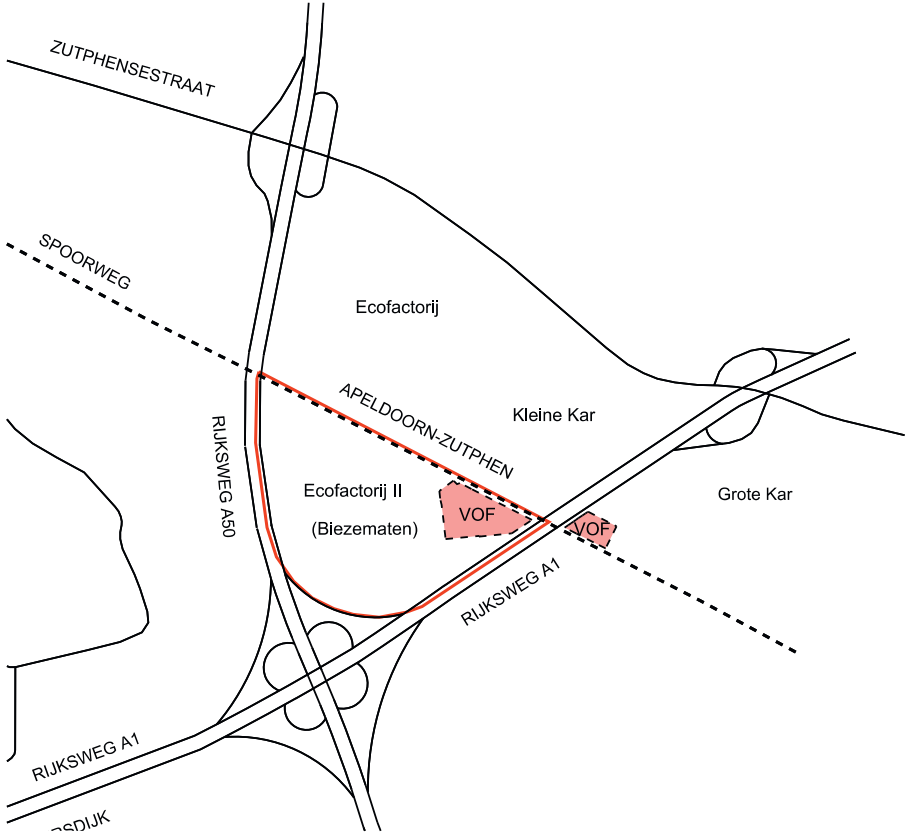 ZUTPHENSESTRAAT
SPOORWEG
Ecofactorij
APELDOORN-ZUTPHEN
Kleine Kar
RIJKSWEG A50
Ecofactorij II
(Biezematen)
VOF
VOF
Grote Kar
RIJKSWEG A1
RIJKSWEG A1
RSDIJK